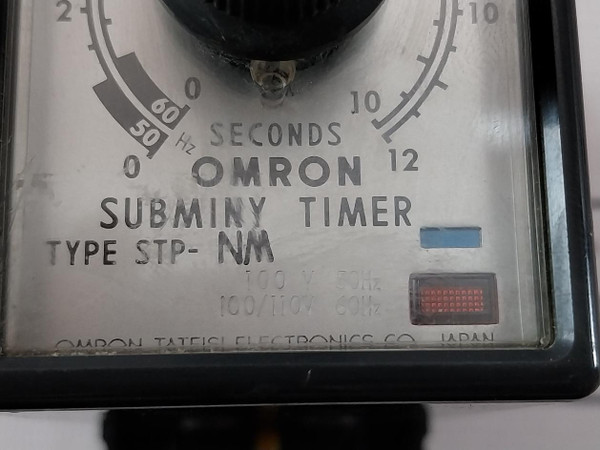 2 10
0 10
60
50 Hz
SECONDS
0 12
OMRON
SUBMINY TIMER
TYPE STP- NM
100 V 50Hz
100/110V 60Hz
OMRON TATEISI ELECTRONICS CO. JAPAN